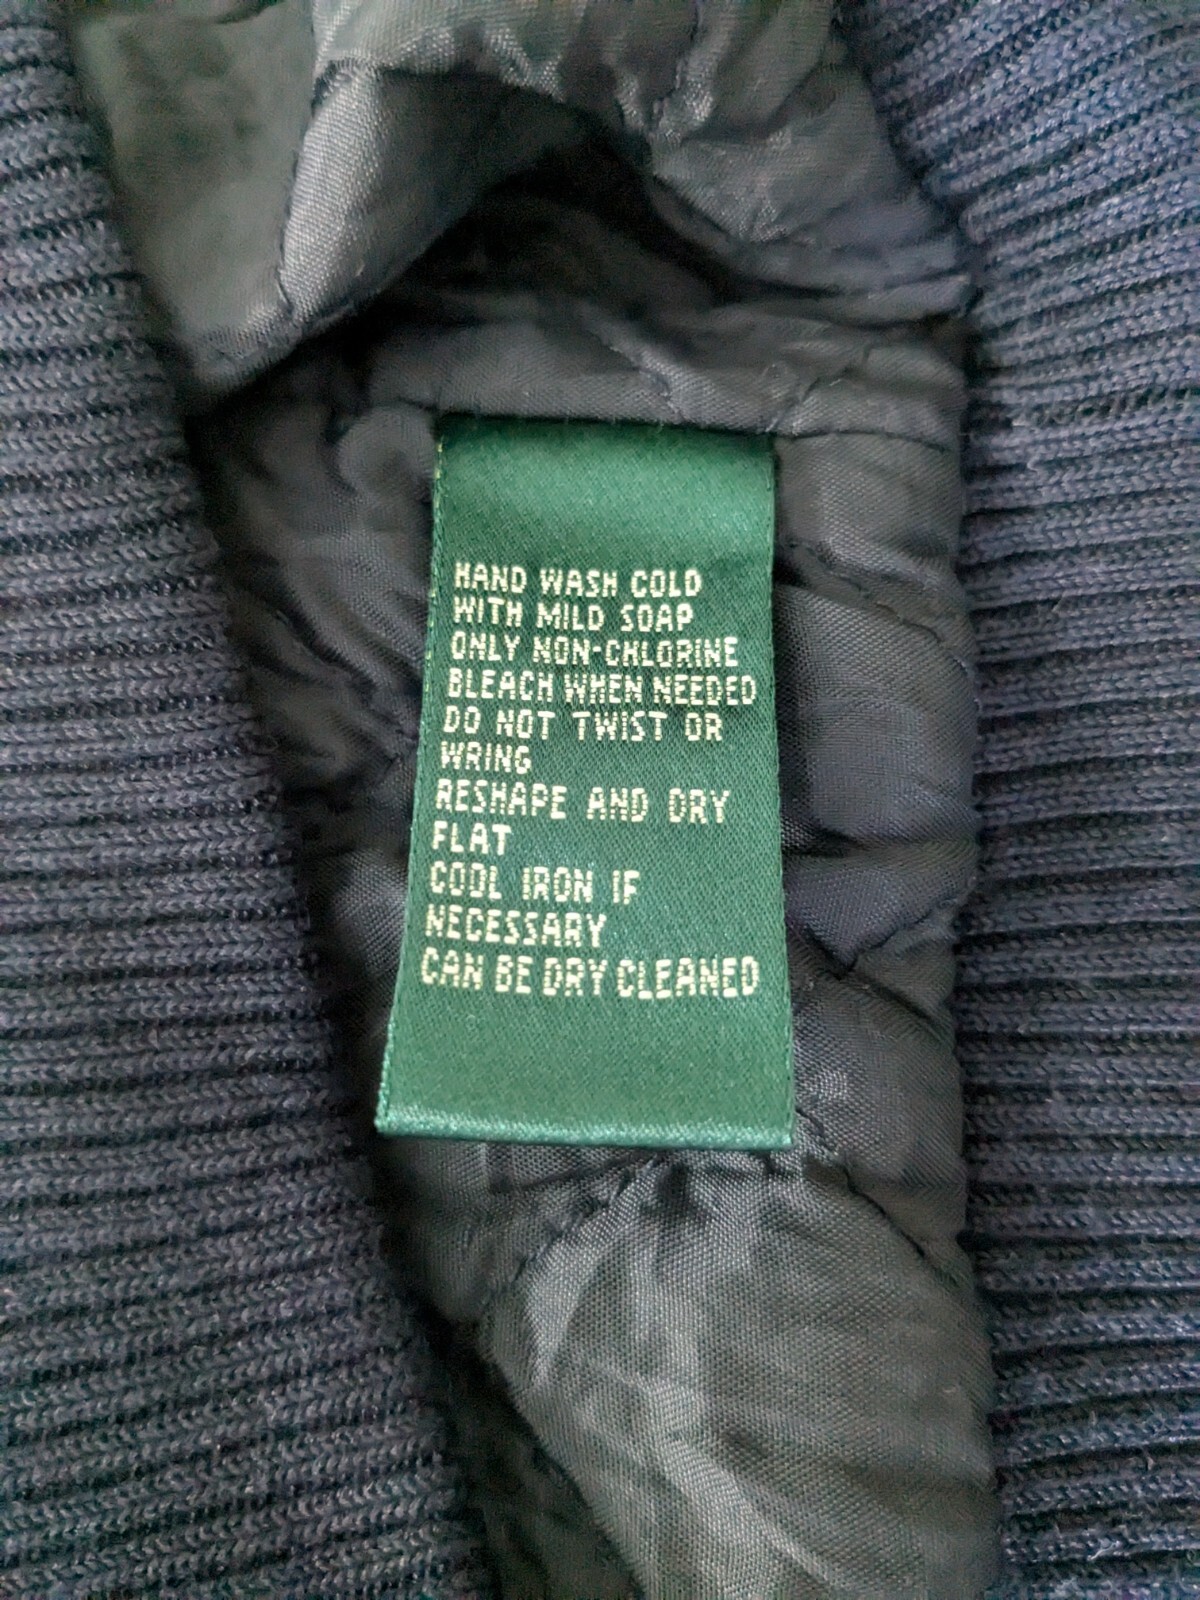 HAND WASH COLD
WITH MILD SOAP
ONLY NON-CHLORINE
BLEACH WHEN NEEDED
DO NOT TWIST OR
WRING
RESHAPE AND DRY
FLAT
COOL IRON IF
NECESSARY
CAN BE DRY CLEANED